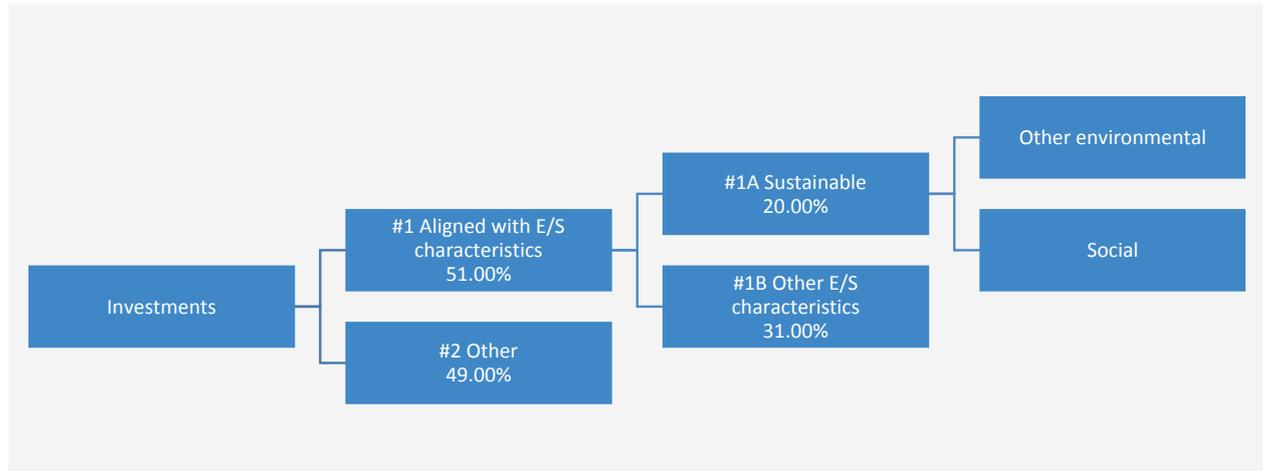 Investments
#1 Aligned with E/S
characteristics
51.00%
#2 Other
49.00%
#1A Sustainable
20.00%
#1B Other E/S
characteristics
31.00%
Other environmental
Social